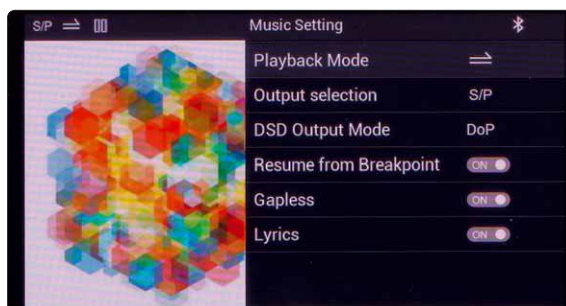 S/P
Music Setting
Playback Mode
Output selection S/P
DSD Output Mode DoP
Resume from Breakpoint ON
Gapless ON
Lyrics ON